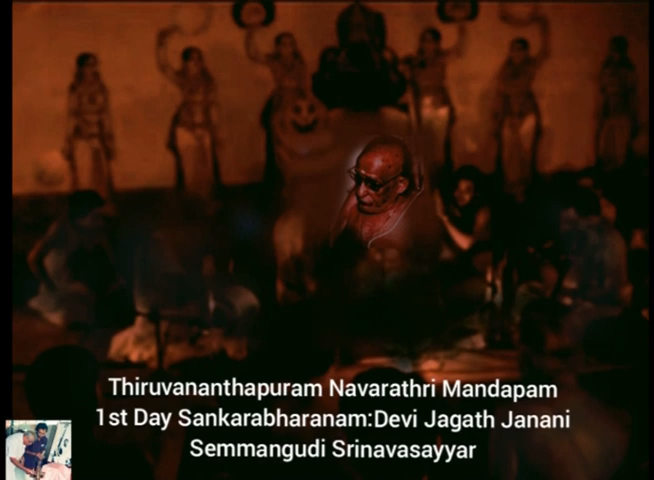 Thiruvananthapuram Navarathri Mandapam
1st Day Sankarabharanam:Devi Jagath Janani
Semmangudi Srinavasayyar